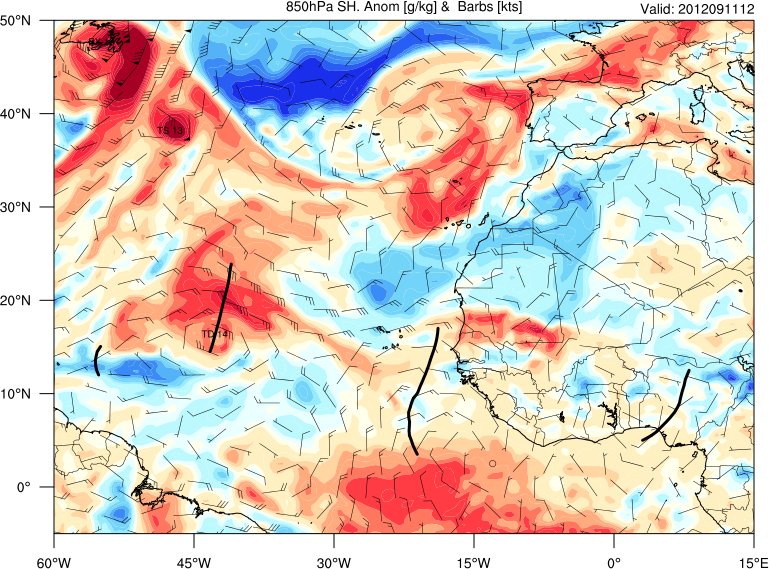 850hPa SH. Anom [g/kg] & Barbs [kts]
Valid: 2012091112
50°N
40°N
30°N
20°N
10°N
0°
TS 13
TD 14
60°W 45°W 30°W 15°W 0° 15°E